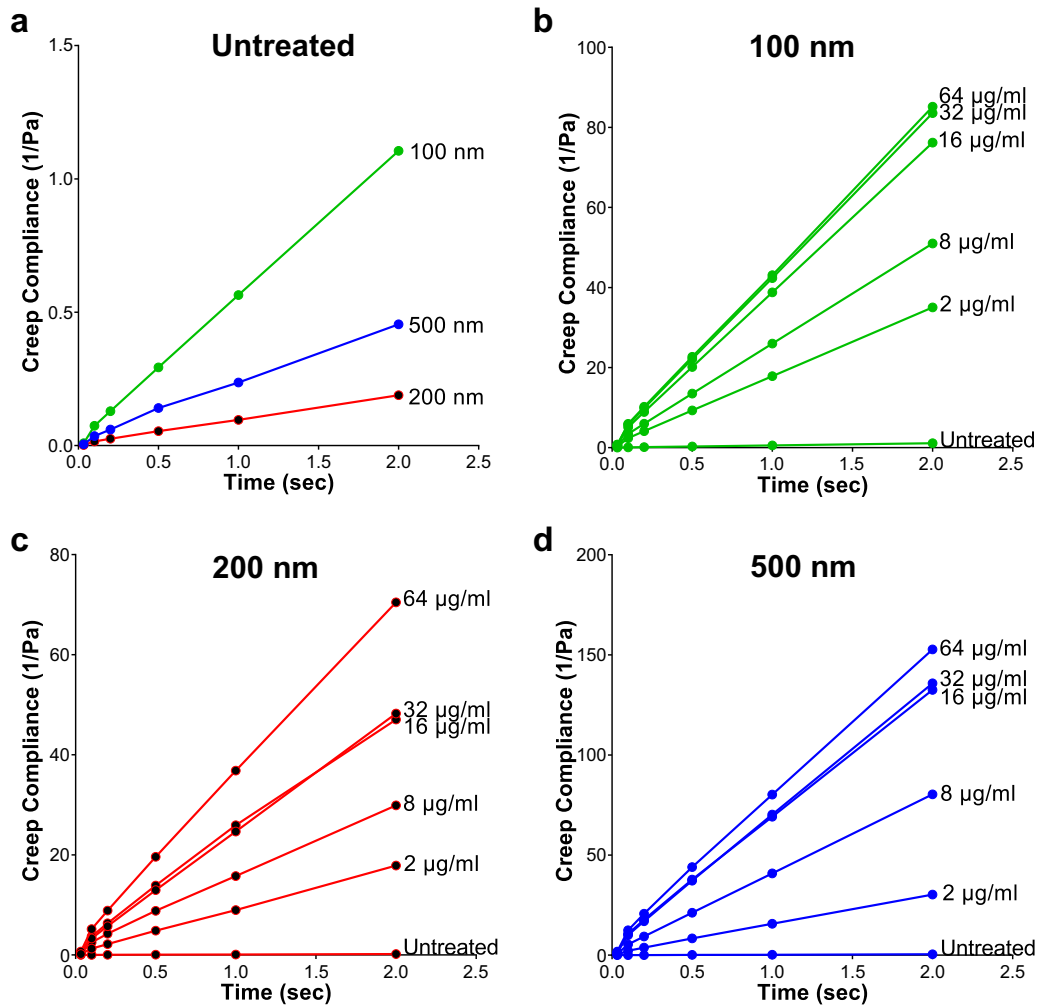 a
Untreated
1.5
1.0
0.5
0.0
Creep Compliance (1/Pa)
100 nm
500 nm
200 nm
0.0 0.5 1.0 1.5 2.0 2.5
Time (sec)
b
100 nm
100
80
60
40
20
0
Creep Compliance (1/Pa)
64 µg/ml
32 µg/ml
16 µg/ml
8 µg/ml
2 µg/ml
Untreated
0.0 0.5 1.0 1.5 2.0 2.5
Time (sec)
c
200 nm
80
60
40
20
0
Creep Compliance (1/Pa)
64 µg/ml
32 µg/ml
16 µg/ml
8 µg/ml
2 µg/ml
Untreated
0.0 0.5 1.0 1.5 2.0 2.5
Time (sec)
d
500 nm
200
150
100
50
0
Creep Compliance (1/Pa)
64 µg/ml
32 µg/ml
16 µg/ml
8 µg/ml
2 µg/ml
Untreated
0.0 0.5 1.0 1.5 2.0 2.5
Time (sec)